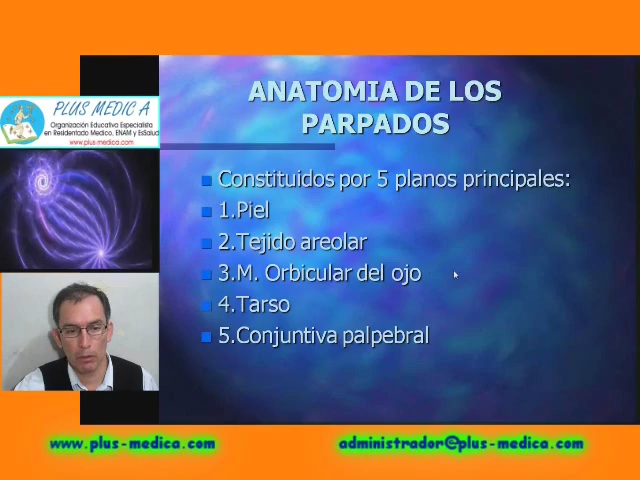 PLUS MEDIC A
Organización Educativa Especialista
en Residentado Medico, ENAM y EsSalud
www.plus-medica.com
ANATOMIA DE LOS
PARPADOS
Constituidos por 5 planos principales:
1.Piel
2.Tejido areolar
3.M. Orbicular del ojo
4.Tarso
5.Conjuntiva palpebral
www.plus-medica.com
administrador@plus-medica.com